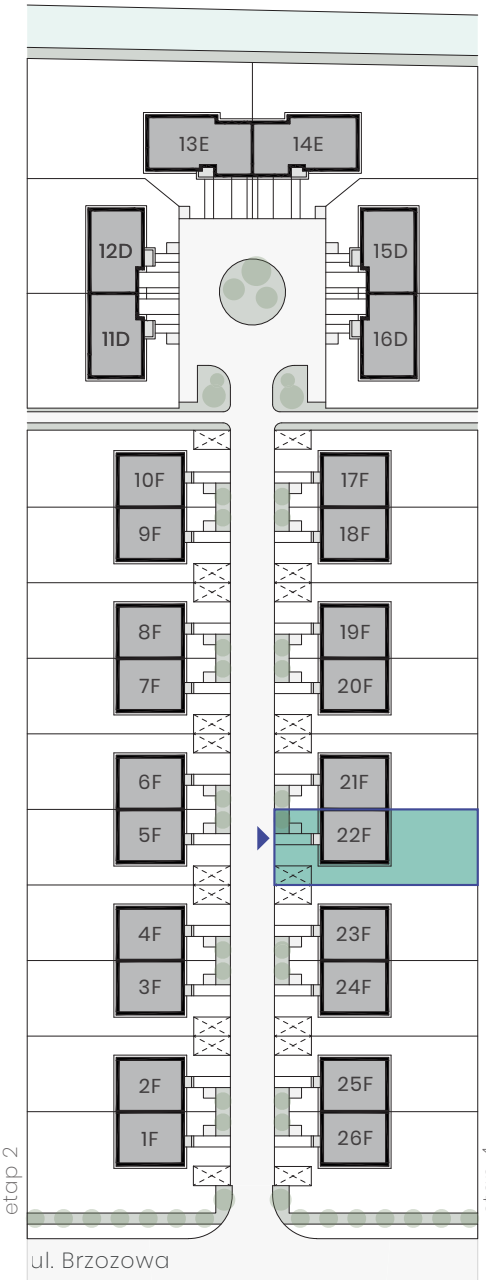 13E 14E
12D 15D
11D 16D
10F 17F
9F 18F
8F 19F
7F 20F
6F 21F
5F 22F
4F 23F
3F 24F
2F 25F
1F 26F
etap 2
ul. Brzozowa